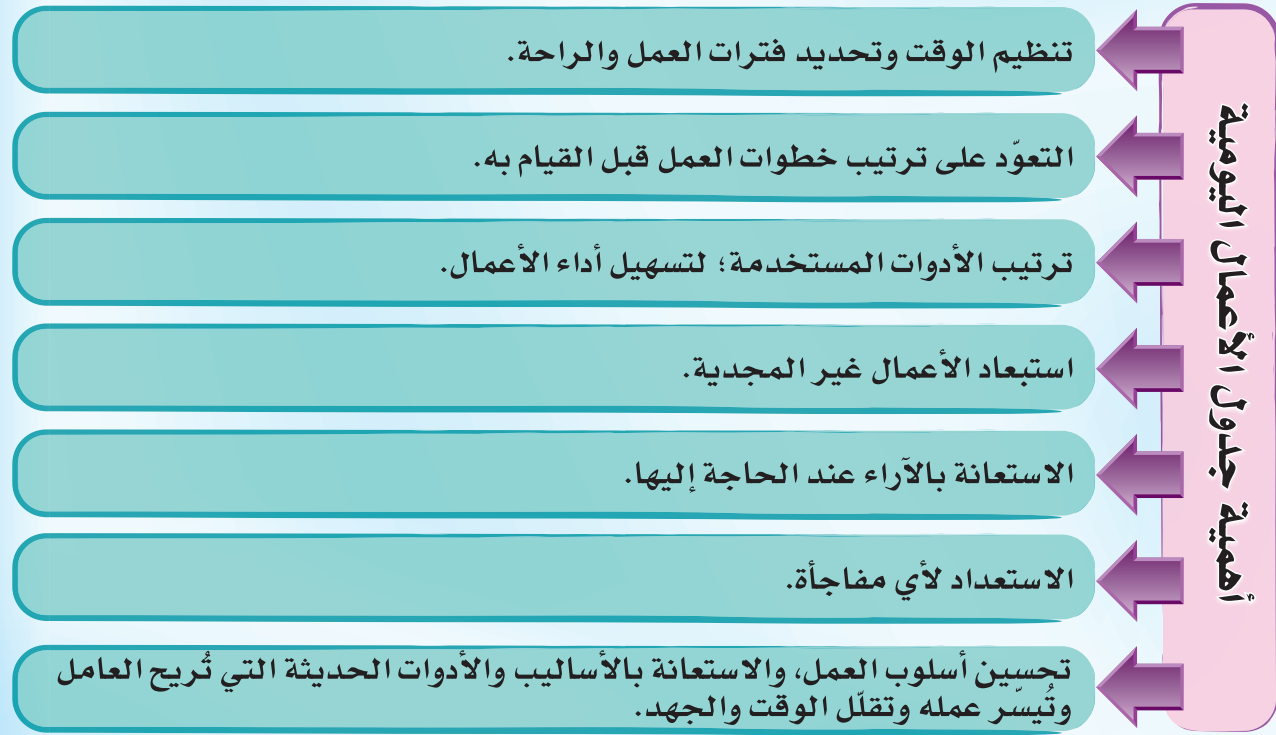 أهمية جدول الأعمال اليومية
تنظيم الوقت وتحديد فترات العمل والراحة.
التعوّد على ترتيب خطوات العمل قبل القيام به.
ترتيب الأدوات المستخدمة؛ لتسهيل أداء الأعمال.
استبعاد الأعمال غير المجدية.
الاستعانة بالآراء عند الحاجة إليها.
الاستعداد لأي مفاجأة.
تحسين أسلوب العمل، والاستعانة بالأساليب والأدوات الحديثة التي تُريح العامل
وتُيسّر عمله وتقلّل الوقت والجهد.